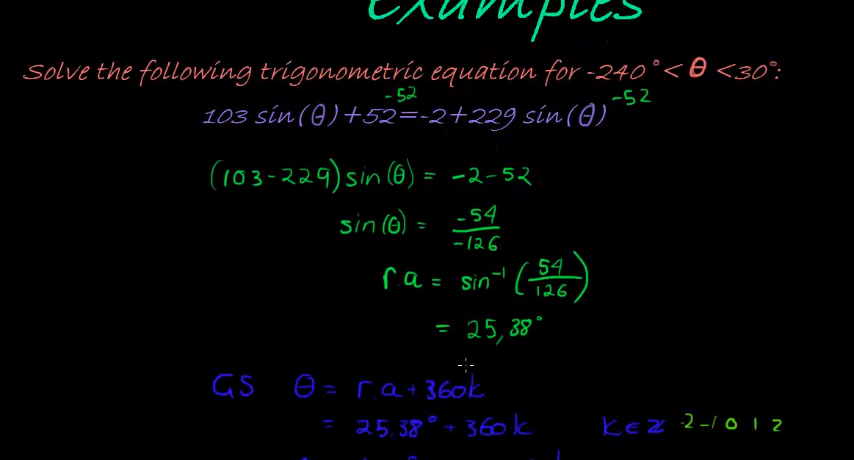 Examples
Solve the following trigonometric equation for -240° < θ < 30°:
-52 -52
103 sin(θ)+52=-2+229 sin(θ)
(103-229) sin(θ) = -2-52
sin(θ) = -54/-126
r.a = sin⁻¹(54/126)
= 25,38°
GS θ = r.a + 360k
= 25.38° + 360k k∈Z -2 -1 0 1 2